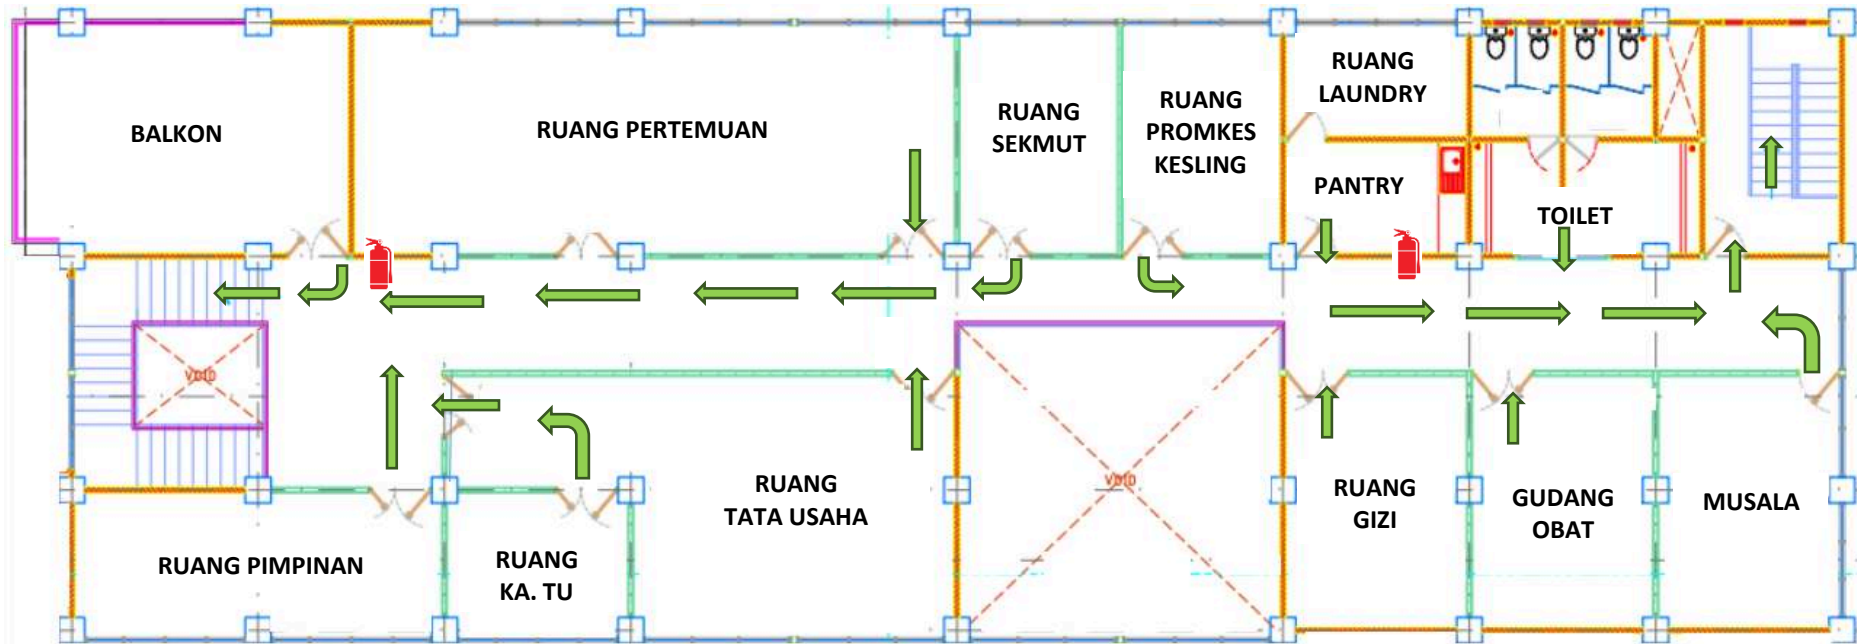 BALKON
RUANG PERTEMUAN
RUANG
SEKMUT
RUANG
PROMKES
KESLING
RUANG
LAUNDRY
PANTRY
TOILET
VOID
RUANG PIMPINAN
RUANG
KA. TU
RUANG
TATA USAHA
VOID
RUANG
GIZI
GUDANG
OBAT
MUSALA